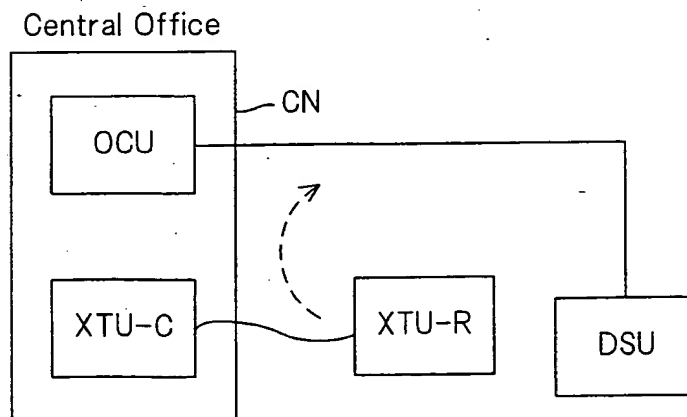 Central Office
CN
OCU
XTU-C
XTU-R
DSU